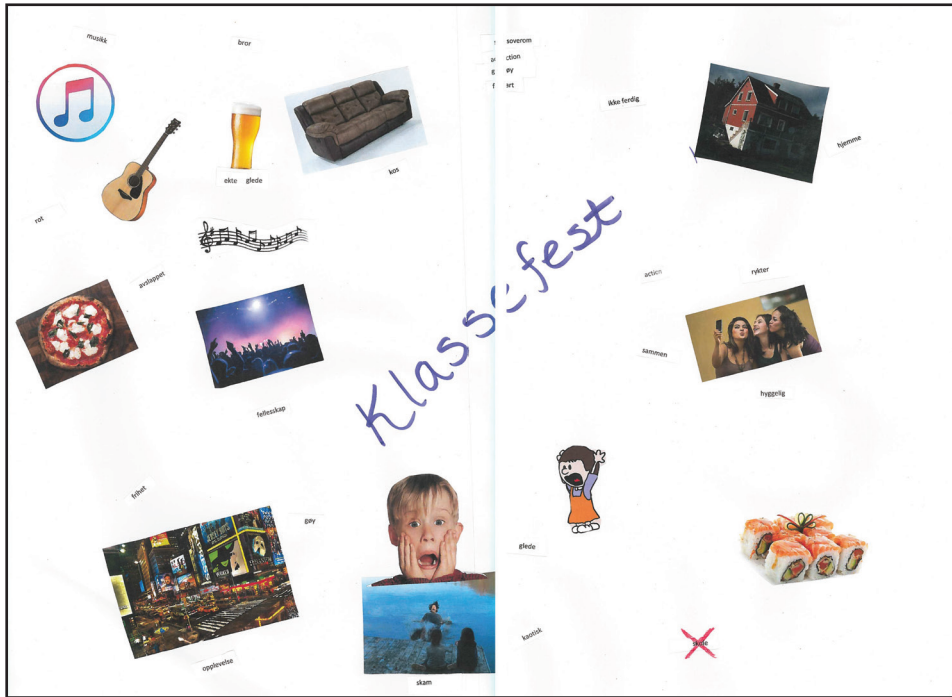 musikk
bror
soverom
action
gøy
ikke ferdig
hjemme
ekte glede
kos
rot
avslappet
Klassefest
action
rykter
sammen
hyggelig
fellesskap
frihet
gøy
glede
kaotisk
skole
opplevelse
skam